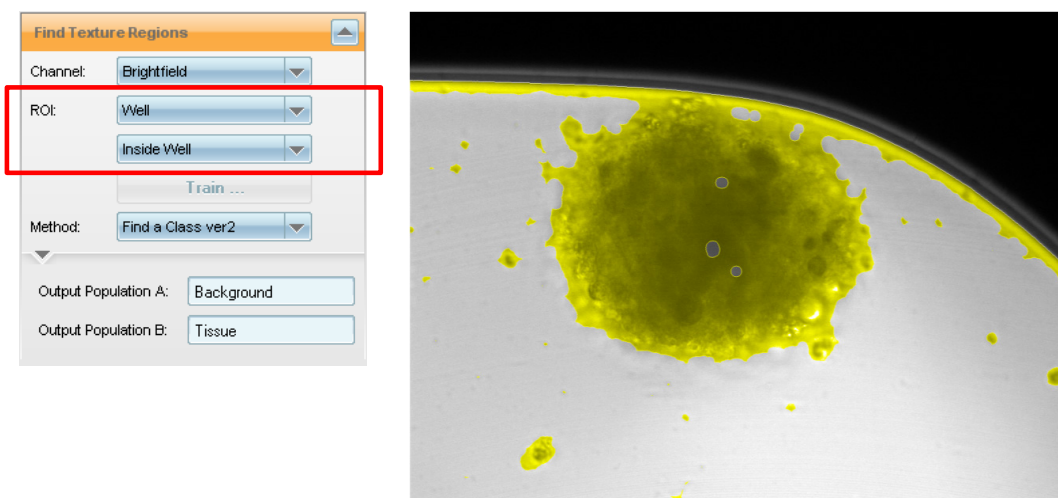 Find Texture Regions
Channel: Brightfield
ROI: Well
Inside Well
Train ...
Method: Find a Class ver2
Output Population A: Background
Output Population B: Tissue